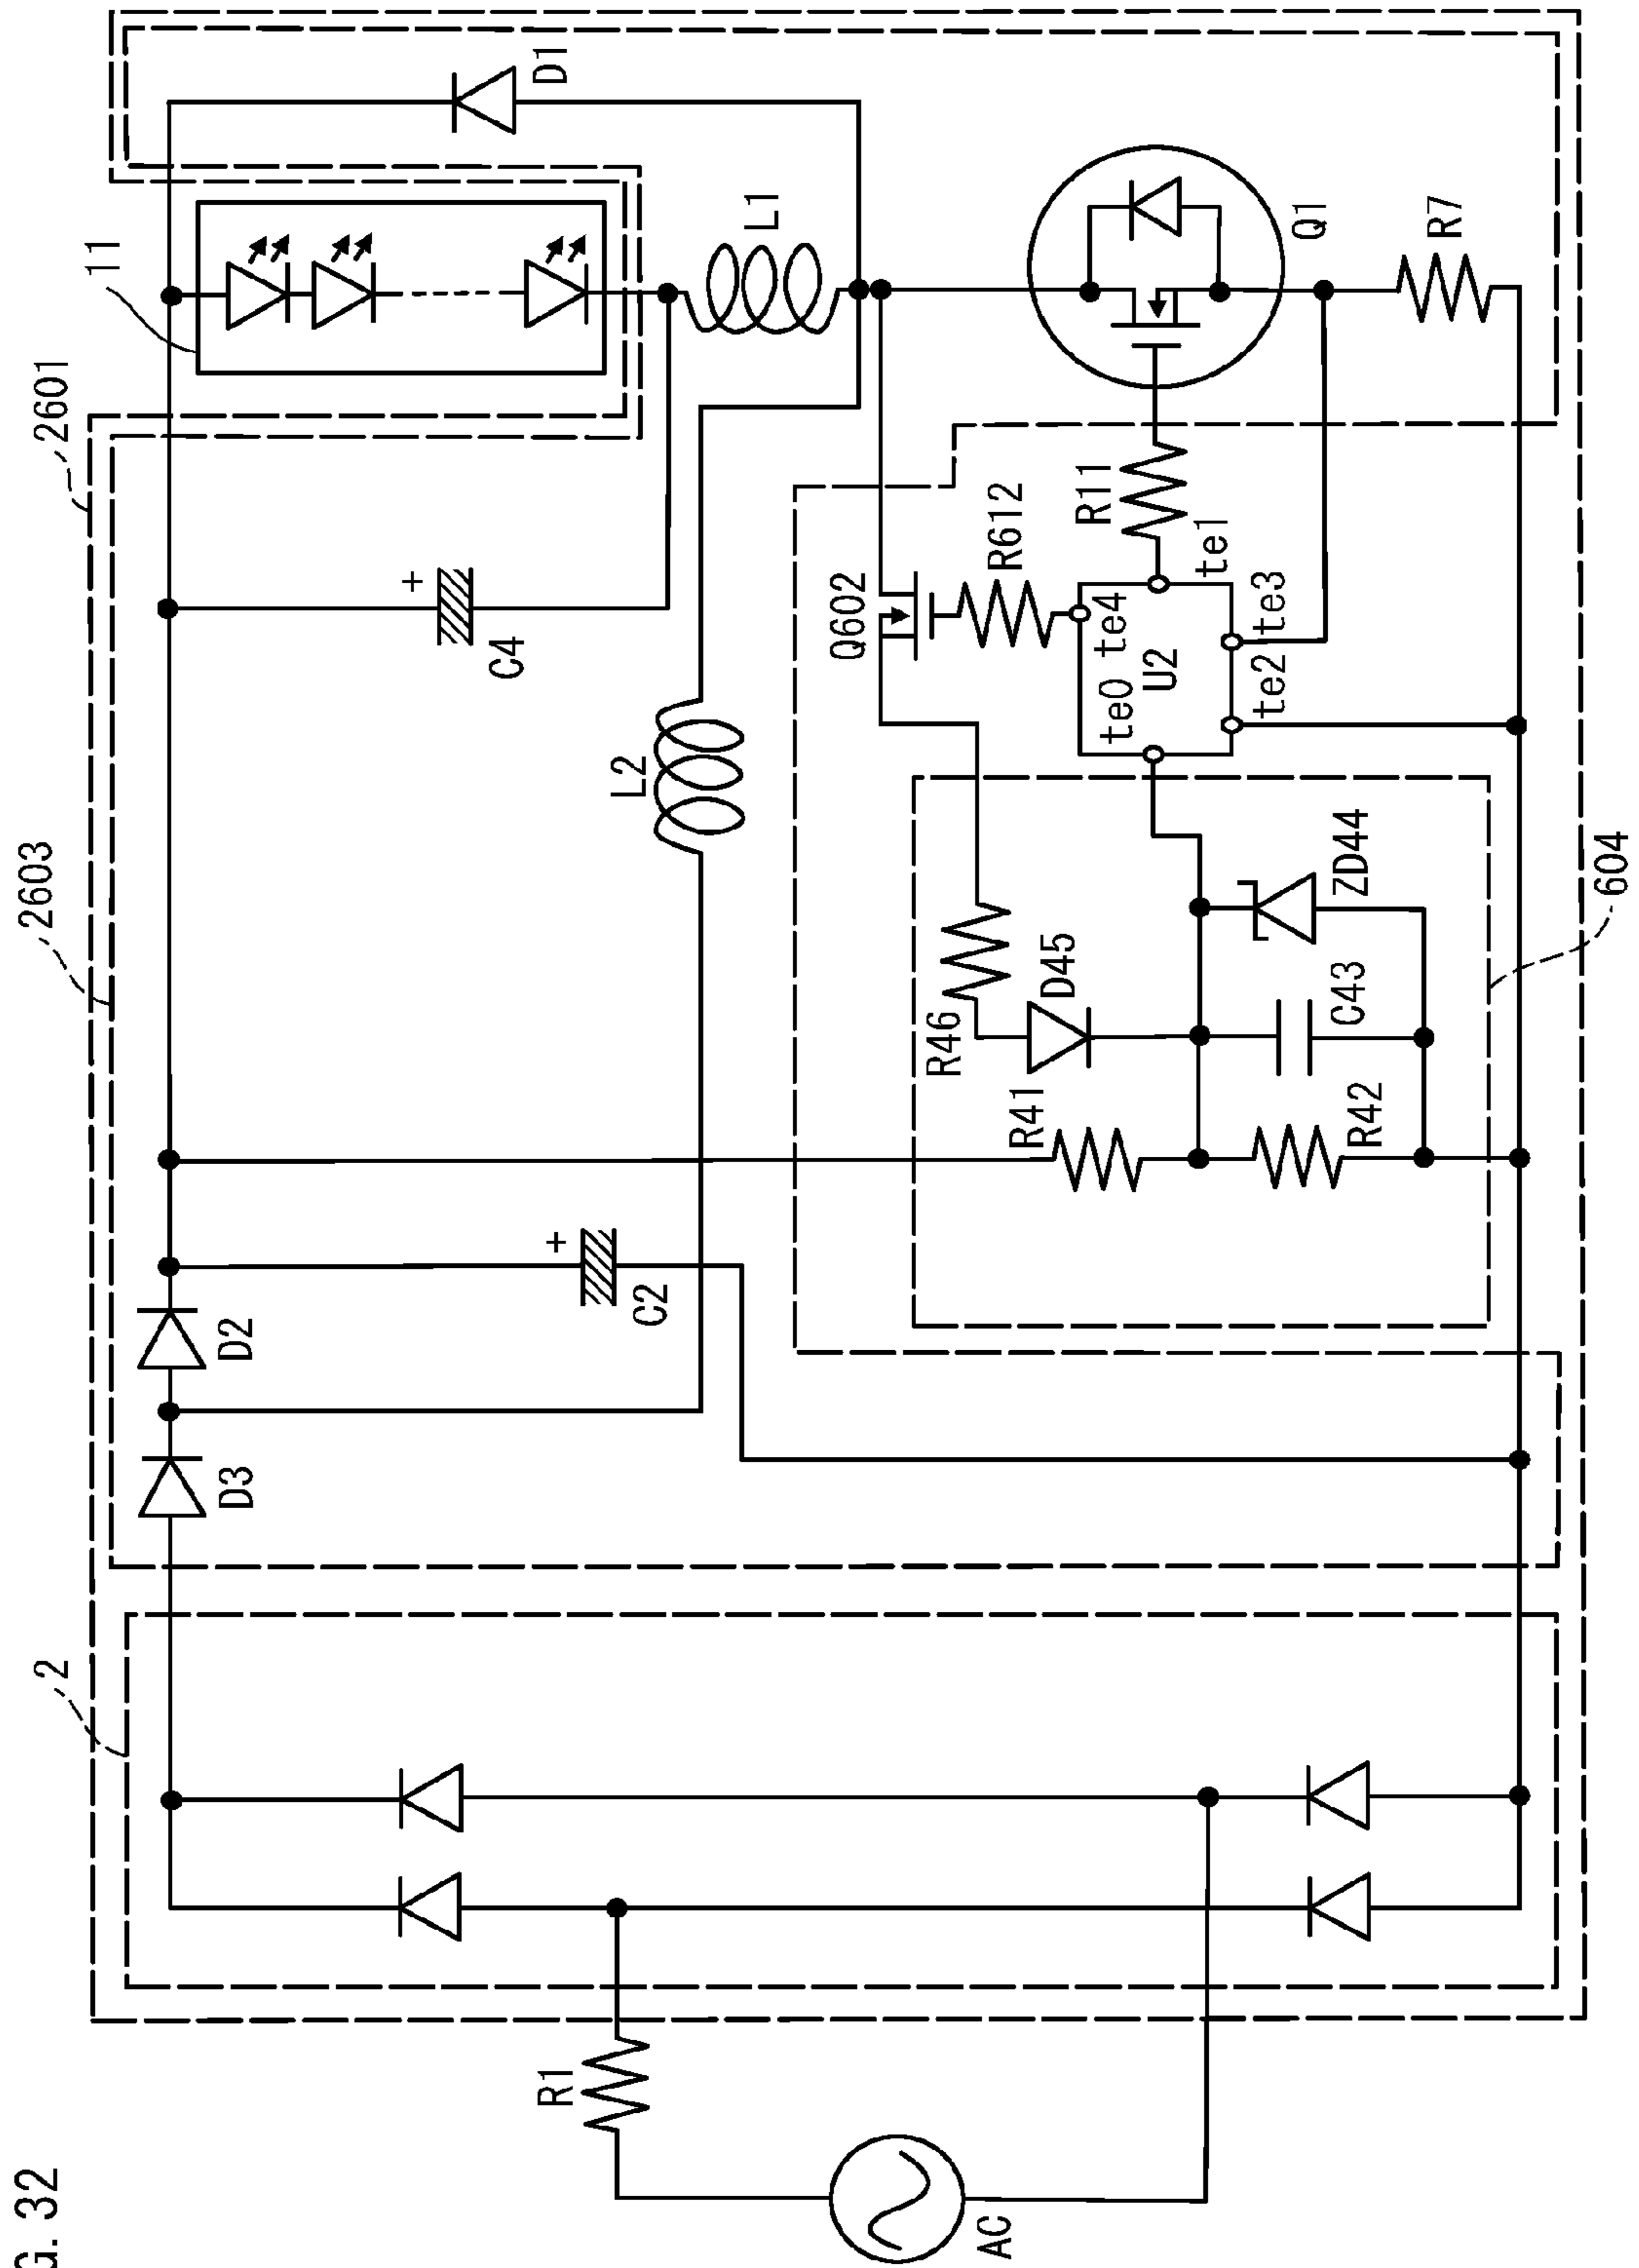 G. 32
2603
2601
2
11
D1
D3
D2
C2
+
C4
+
L2
L1
Q602
R612
R11
Q1
R7
te0
te4
te1
U2
te2
te3
R46
D45
R41
R42
C43
ZD44
604
R1
AC